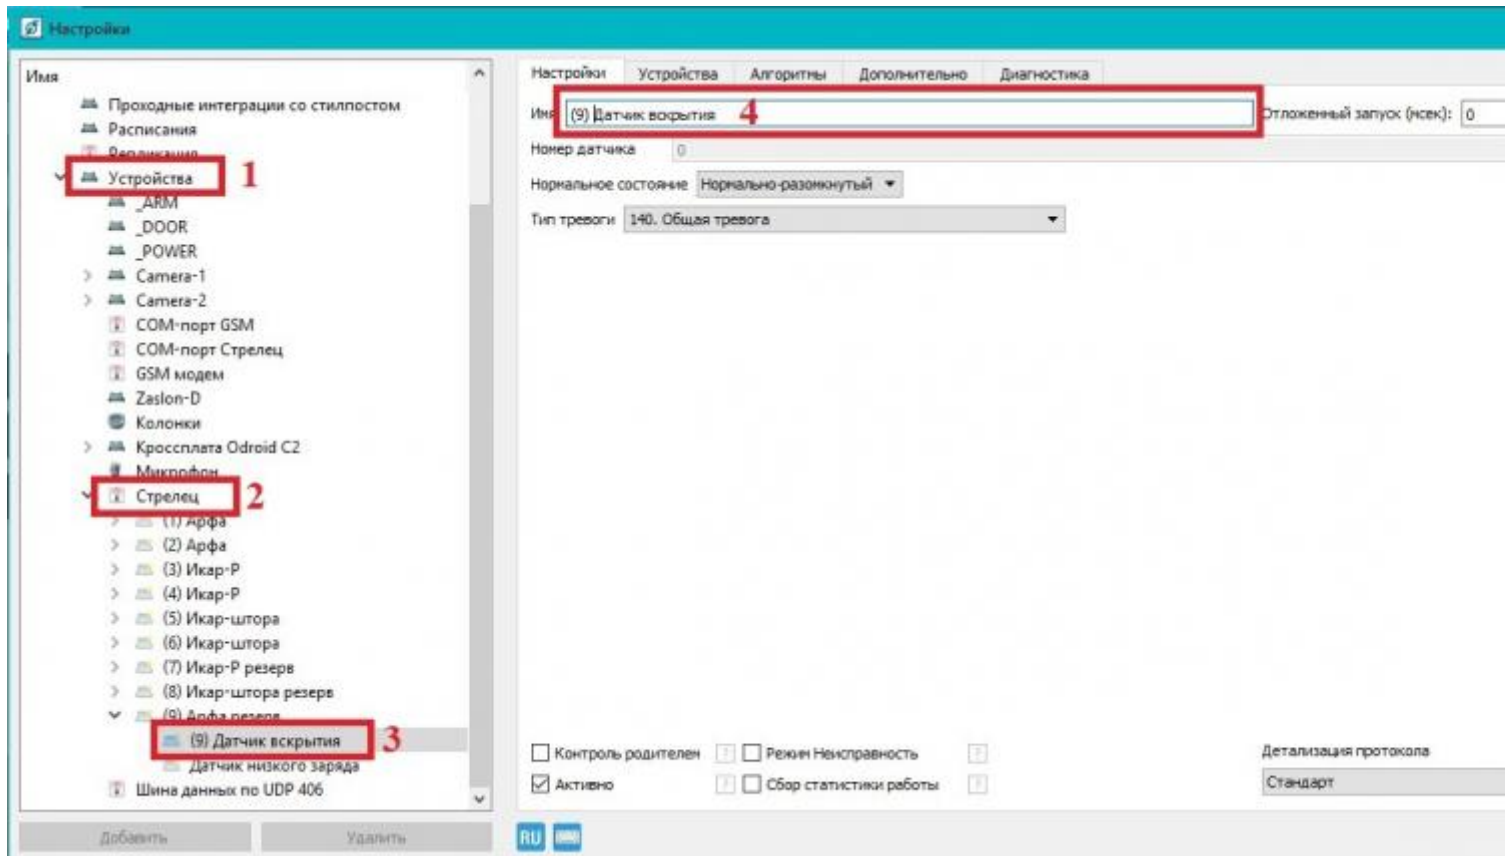 Настройки
Имя
Проходные интеграции со стилпостом
Расписания
Репликация
Устройства
1
_ARM
_DOOR
_POWER
Camera-1
Camera-2
COM-порт GSM
COM-порт Стрелец
GSM модем
Zaslon-D
Колонки
Кроссплата Odroid C2
Микрофон
Стрелец
2
(1) Арфа
(2) Арфа
(3) Икар-Р
(4) Икар-Р
(5) Икар-штора
(6) Икар-штора
(7) Икар-Р резерв
(8) Икар-штора резерв
(9) Арфа резерв
(9) Датчик вскрытия
3
Датчик низкого заряда
Шина данных по UDP 406
Добавить Удалить
Настройки Устройства Алгоритмы Дополнительно Диагностика
Имя (9) Датчик вскрытия 4 Отложенный запуск (мсек): 0
Номер датчика 0
Нормальное состояние Нормально-разомкнутый
Тип тревоги 140. Общая тревога
Контроль родителем ? Режим Неисправность ? Детализация протокола
Активно ? Сбор статистики работы ? Стандарт
RU